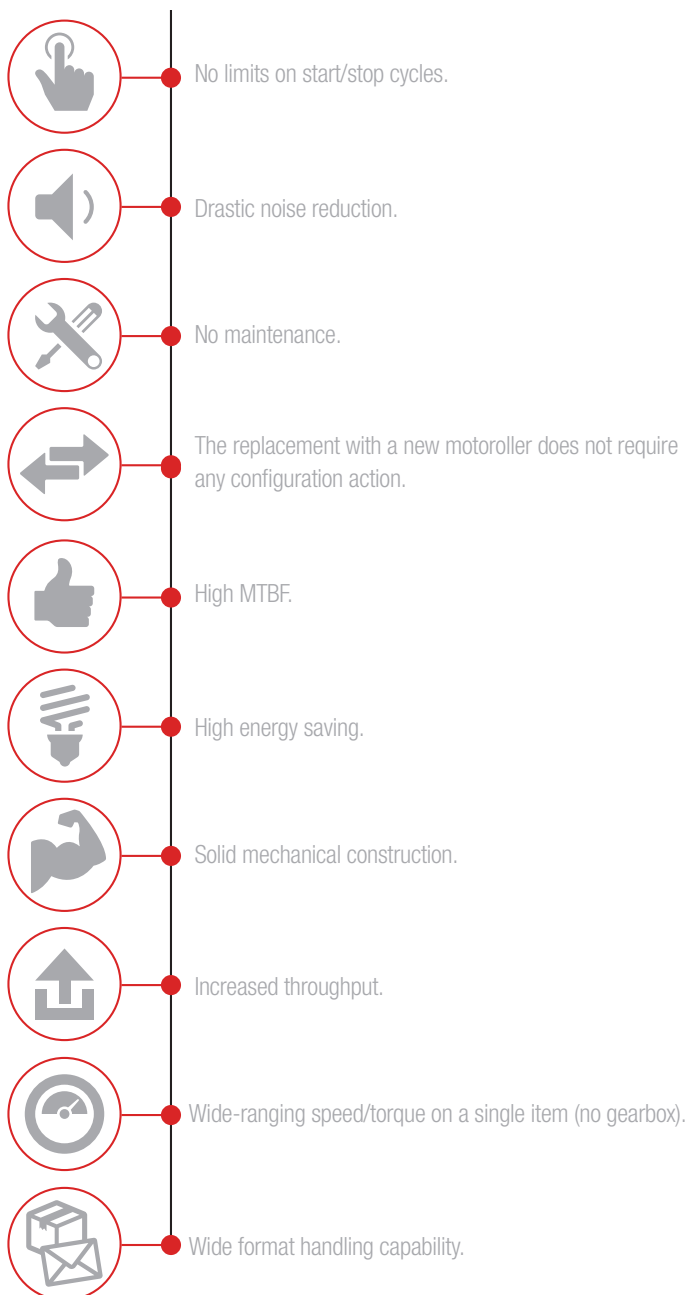 No limits on start/stop cycles.
Drastic noise reduction.
No maintenance.
The replacement with a new motoroller does not require
any configuration action.
High MTBF.
High energy saving.
Solid mechanical construction.
Increased throughput.
Wide-ranging speed/torque on a single item (no gearbox).
Wide format handling capability.